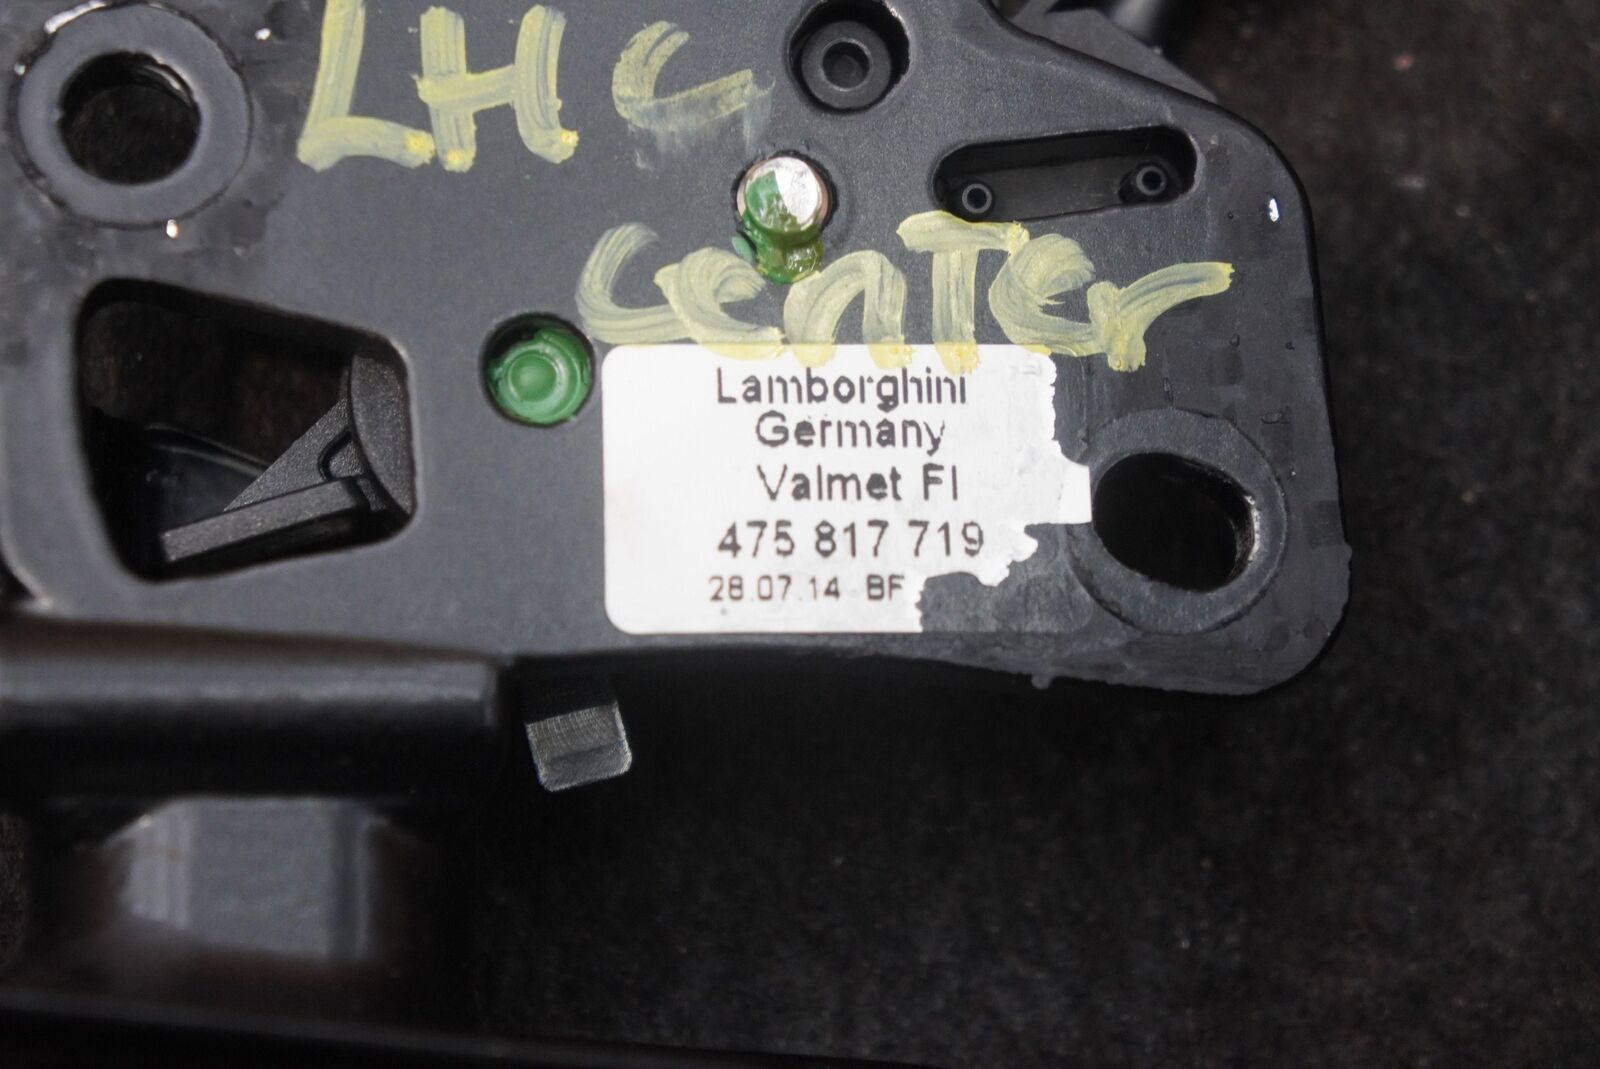 LH C
Center
Lamborghini
Germany
Valmet FI
475 817 719
28.07.14 BF